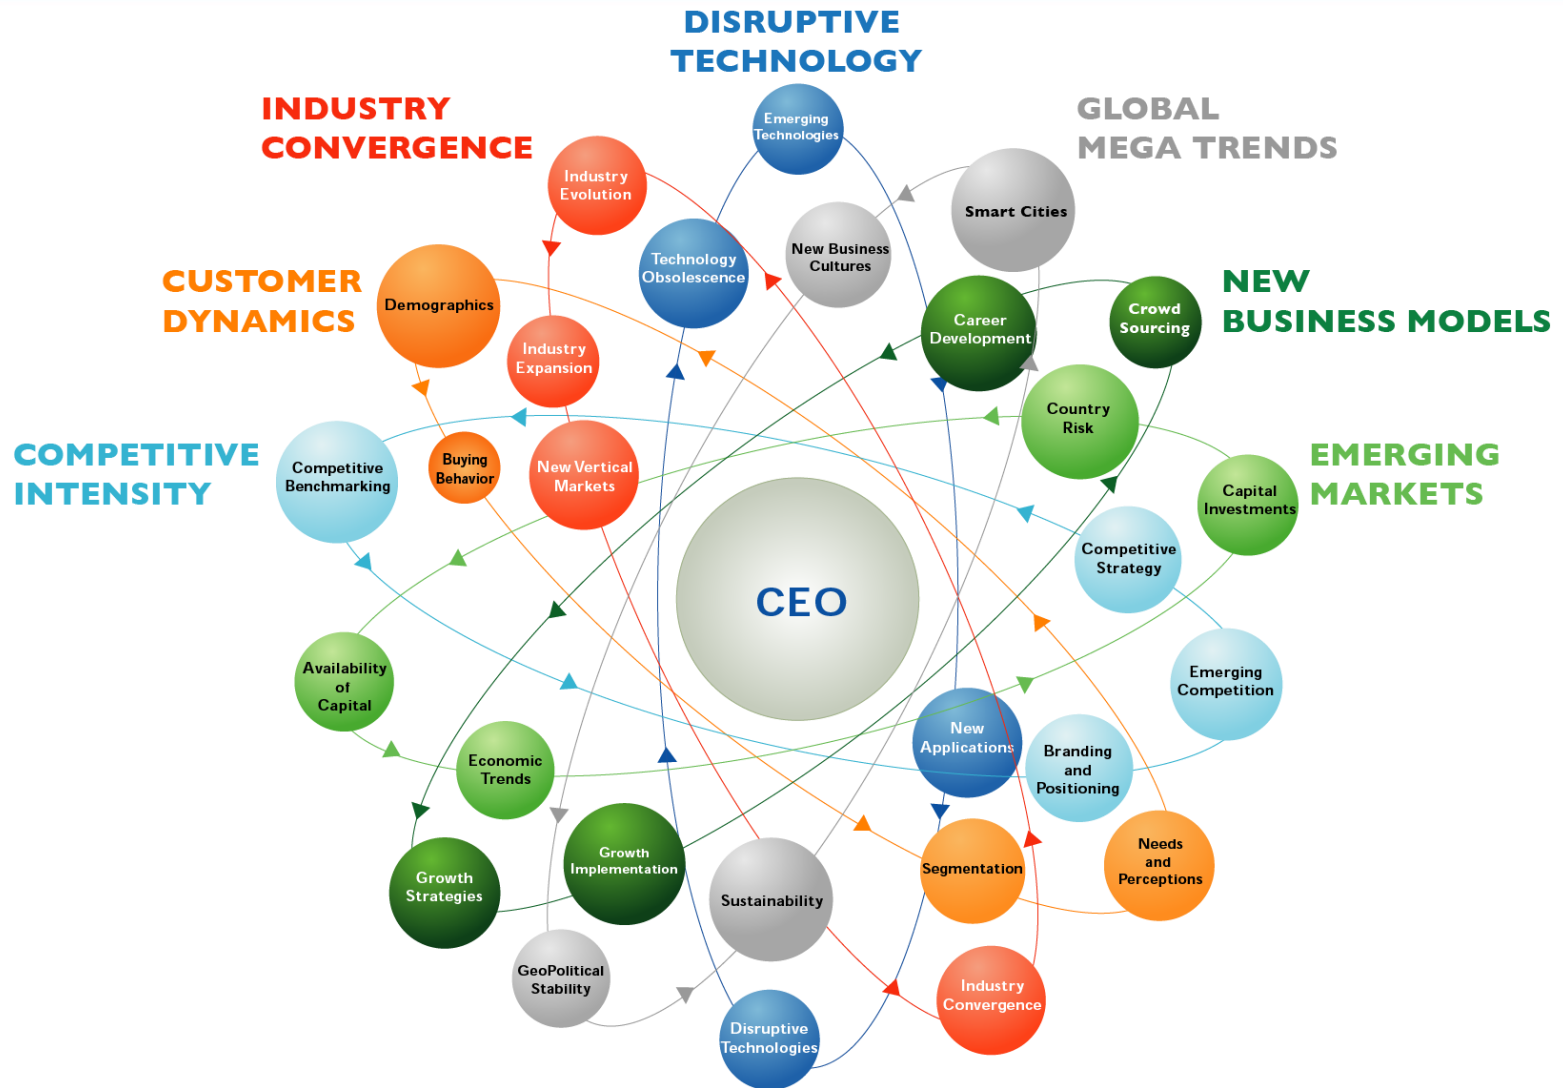 DISRUPTIVE
TECHNOLOGY
INDUSTRY
CONVERGENCE
GLOBAL
MEGA TRENDS
Emerging
Technologies
Industry
Evolution
Smart Cities
New Business
Cultures
Technology
Obsolescence
CUSTOMER
DYNAMICS
Demographics
NEW
BUSINESS MODELS
Career
Development
Crowd
Sourcing
Industry
Expansion
Country
Risk
COMPETITIVE
INTENSITY
Competitive
Benchmarking
Buying
Behavior
New Vertical
Markets
EMERGING
MARKETS
Capital
Investments
Competitive
Strategy
CEO
Availability
of
Capital
Emerging
Competition
Economic
Trends
New
Applications
Branding
and
Positioning
Growth
Strategies
Growth
Implementation
Sustainability
Segmentation
Needs
and
Perceptions
GeoPolitical
Stability
Industry
Convergence
Disruptive
Technologies